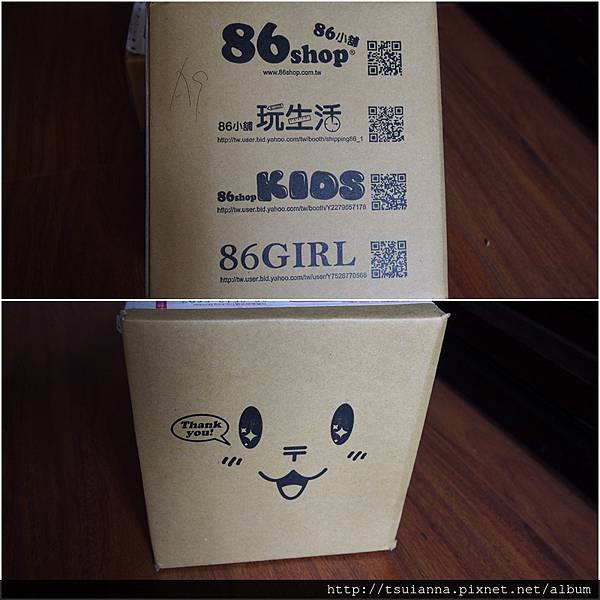 86shop®
86小舖
www.86shop.com.tw
A9
86小舖 玩生活
http://tw.user.bid.yahoo.com/tw/booth/shipping86_1
86shop KIDS
http://tw.user.bid.yahoo.com/tw/booth/Y2279557178
86GIRL
http://tw.user.bid.yahoo.com/tw/user/Y7528770566
Thank
you!
http://tsuianna.pixnet.net/album